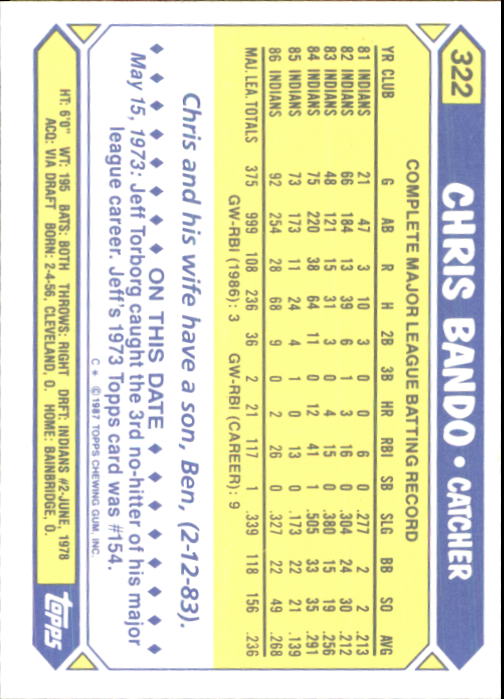 322
CHRIS BANDO • CATCHER
COMPLETE MAJOR LEAGUE BATTING RECORD
YR CLUB G AB R H 2B 3B HR RBI SB SLG BB SO AVG
81 INDIANS 21 47 3 10 3 0 0 6 0 .277 2 2 .213
82 INDIANS 66 184 13 39 6 1 3 16 0 .304 24 30 .212
83 INDIANS 48 121 15 31 3 0 4 15 0 .380 15 19 .256
84 INDIANS 75 220 38 64 11 0 12 41 1 .505 33 35 .291
85 INDIANS 73 173 11 24 4 1 0 13 0 .173 22 21 .139
86 INDIANS 92 254 28 68 9 0 2 26 0 .327 22 49 .268
MAJ. LEA. TOTALS 375 999 108 236 36 2 21 117 1 .339 118 156 .236
GW-RBI (1986): 3 GW-RBI (CAREER): 9
Chris and his wife have a son, Ben, (2-12-83).
ON THIS DATE
May 15, 1973: Jeff Torborg caught the 3rd no-hitter of his major
league career. Jeff's 1973 Topps card was #154.
C * ©1987 TOPPS CHEWING GUM, INC.
HT: 6'0" WT: 195 BATS: BOTH THROWS: RIGHT DRFT: INDIANS #2-JUNE, 1978
ACQ: VIA DRAFT BORN: 2-4-56, CLEVELAND, O. HOME: BAINBRIDGE, O.
topps